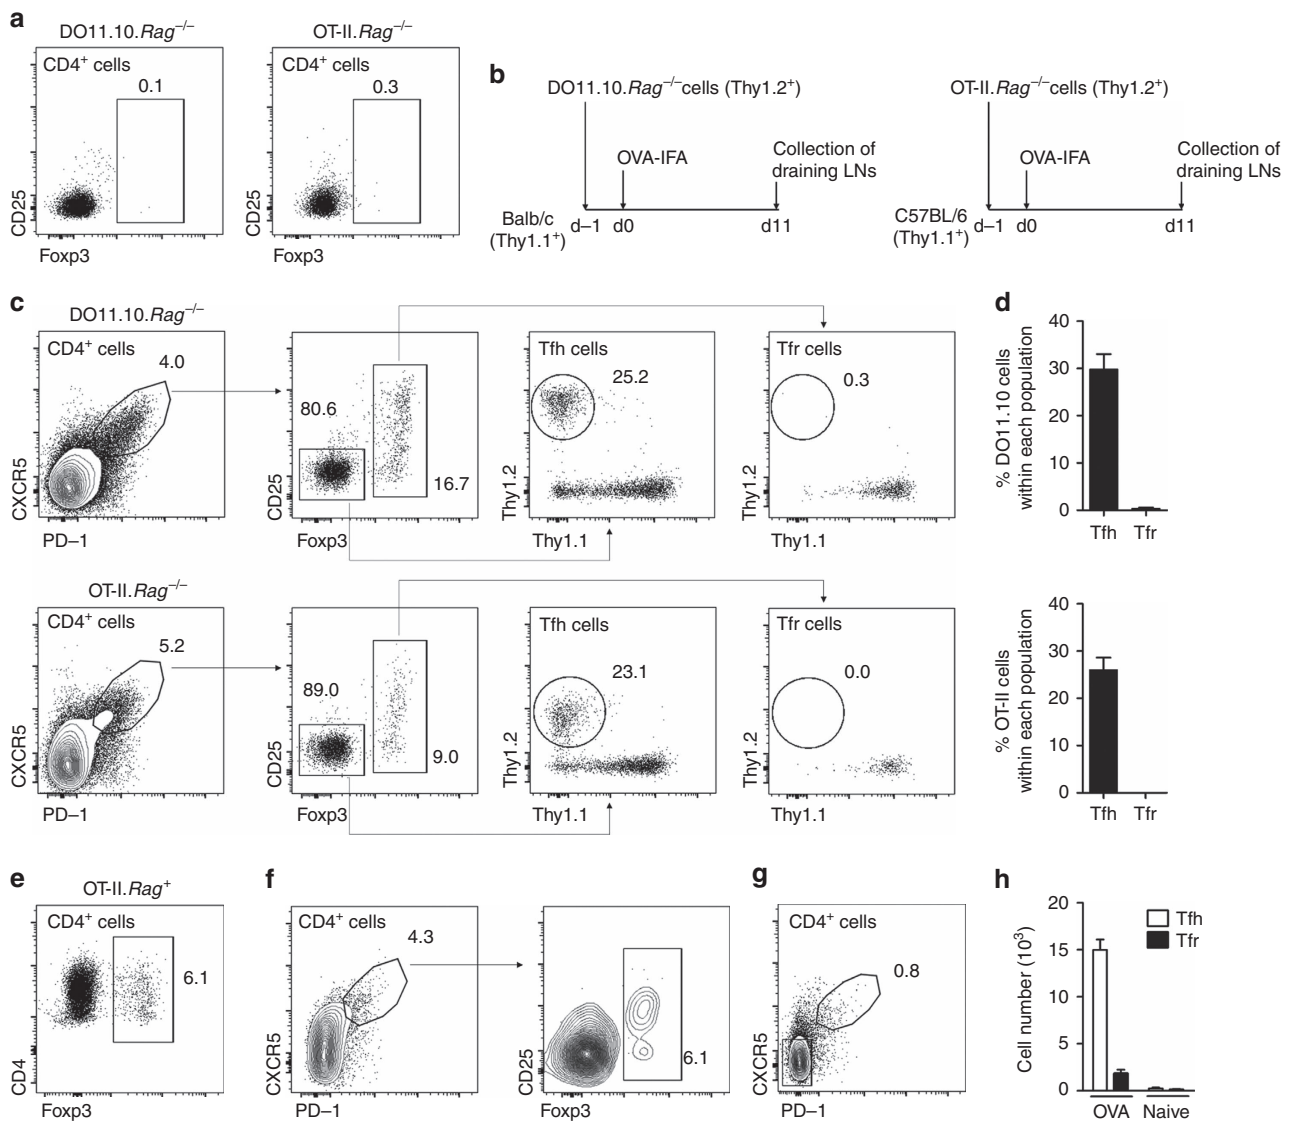 a
DO11.10.Rag–/–
CD4+ cells
0.1
CD25
Foxp3
OT-II.Rag–/–
CD4+ cells
0.3
CD25
Foxp3
b
DO11.10.Rag–/–cells (Thy1.2+)
OVA-IFA
Collection of
draining LNs
Balb/c
(Thy1.1+)
d–1
d0
d11
OT-II.Rag–/–cells (Thy1.2+)
OVA-IFA
Collection of
draining LNs
C57BL/6
(Thy1.1+)
d–1
d0
d11
c
DO11.10.Rag–/–
CD4+ cells
4.0
CXCR5
PD–1
80.6
16.7
CD25
Foxp3
Tfh cells
25.2
Thy1.2
Thy1.1
Tfr cells
0.3
Thy1.2
Thy1.1
OT-II.Rag–/–
CD4+ cells
5.2
CXCR5
PD–1
89.0
9.0
CD25
Foxp3
Tfh cells
23.1
Thy1.2
Thy1.1
Tfr cells
0.0
Thy1.2
Thy1.1
d
% DO11.10 cells
within each population
40
30
20
10
0
Tfh
Tfr
% OT-II cells
within each population
40
30
20
10
0
Tfh
Tfr
e
OT-II.Rag+
CD4+ cells
6.1
CD4
Foxp3
f
CD4+ cells
4.3
CXCR5
PD–1
6.1
CD25
Foxp3
g
CD4+ cells
0.8
CXCR5
PD–1
h
Cell number (103)
20
15
10
5
0
Tfh
Tfr
OVA
Naive